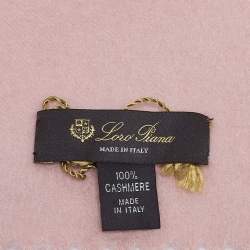 Loro Piana
MADE IN ITALY
100%
CASHMERE
MADE
IN ITALY